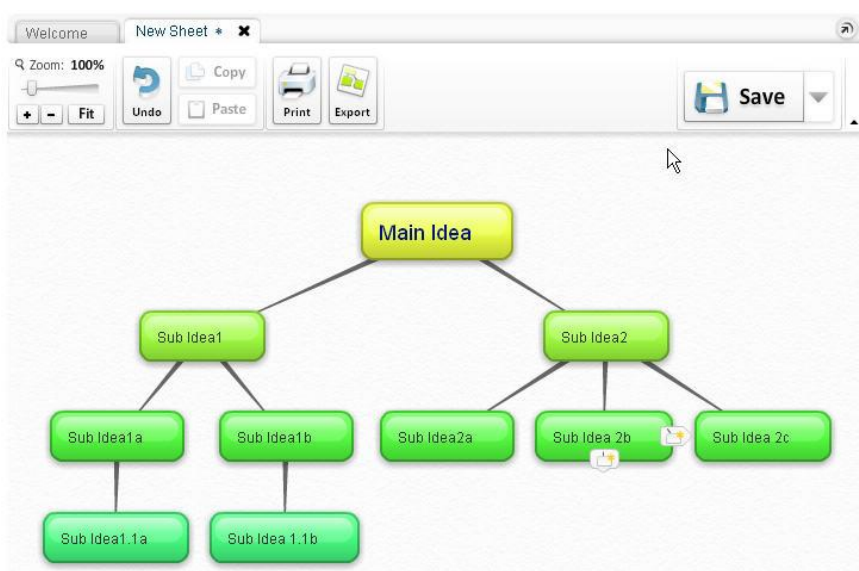 Welcome
New Sheet *
Zoom: 100%
Fit
Undo
Copy
Paste
Print
Export
Save
Main Idea
Sub Idea1
Sub Idea2
Sub Idea1a
Sub Idea1b
Sub Idea2a
Sub Idea 2b
Sub Idea 2c
Sub Idea1.1a
Sub Idea 1.1b